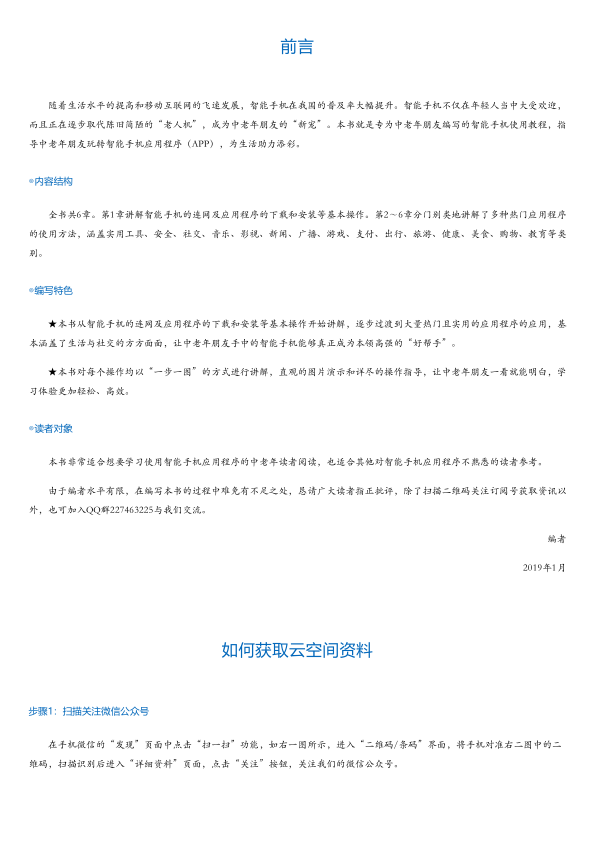 前言
随着生活水平的提高和移动互联网的飞速发展，智能手机在我国的普及率大幅提升。智能手机不仅在年轻人当中大受欢迎，
而且正在逐步取代陈旧简陋的“老人机”，成为中老年朋友的“新宠”。本书就是专为中老年朋友编写的智能手机使用教程，指
导中老年朋友玩转智能手机应用程序（APP），为生活助力添彩。
●内容结构
全书共6章。第1章讲解智能手机的连网及应用程序的下载和安装等基本操作。第2～6章分门别类地讲解了多种热门应用程序
的使用方法，涵盖实用工具、安全、社交、音乐、影视、新闻、广播、游戏、支付、出行、旅游、健康、美食、购物、教育等类
别。
●编写特色
★本书从智能手机的连网及应用程序的下载和安装等基本操作开始讲解，逐步过渡到大量热门且实用的应用程序的应用，基
本涵盖了生活与社交的方方面面，让中老年朋友手中的智能手机能够真正成为本领高强的“好帮手”。
★本书对每个操作均以“一步一图”的方式进行讲解，直观的图片演示和详尽的操作指导，让中老年朋友一看就能明白，学
习体验更加轻松、高效。
●读者对象
本书非常适合想要学习使用智能手机应用程序的中老年读者阅读，也适合其他对智能手机应用程序不熟悉的读者参考。
由于编者水平有限，在编写本书的过程中难免有不足之处，恳请广大读者指正批评，除了扫描二维码关注订阅号获取资讯以
外，也可加入QQ群227463225与我们交流。
编者
2019年1月
如何获取云空间资料
步骤1：扫描关注微信公众号
在手机微信的“发现”页面中点击“扫一扫”功能，如右一图所示，进入“二维码/条码”界面，将手机对准右二图中的二
维码，扫描识别后进入“详细资料”页面，点击“关注”按钮，关注我们的微信公众号。